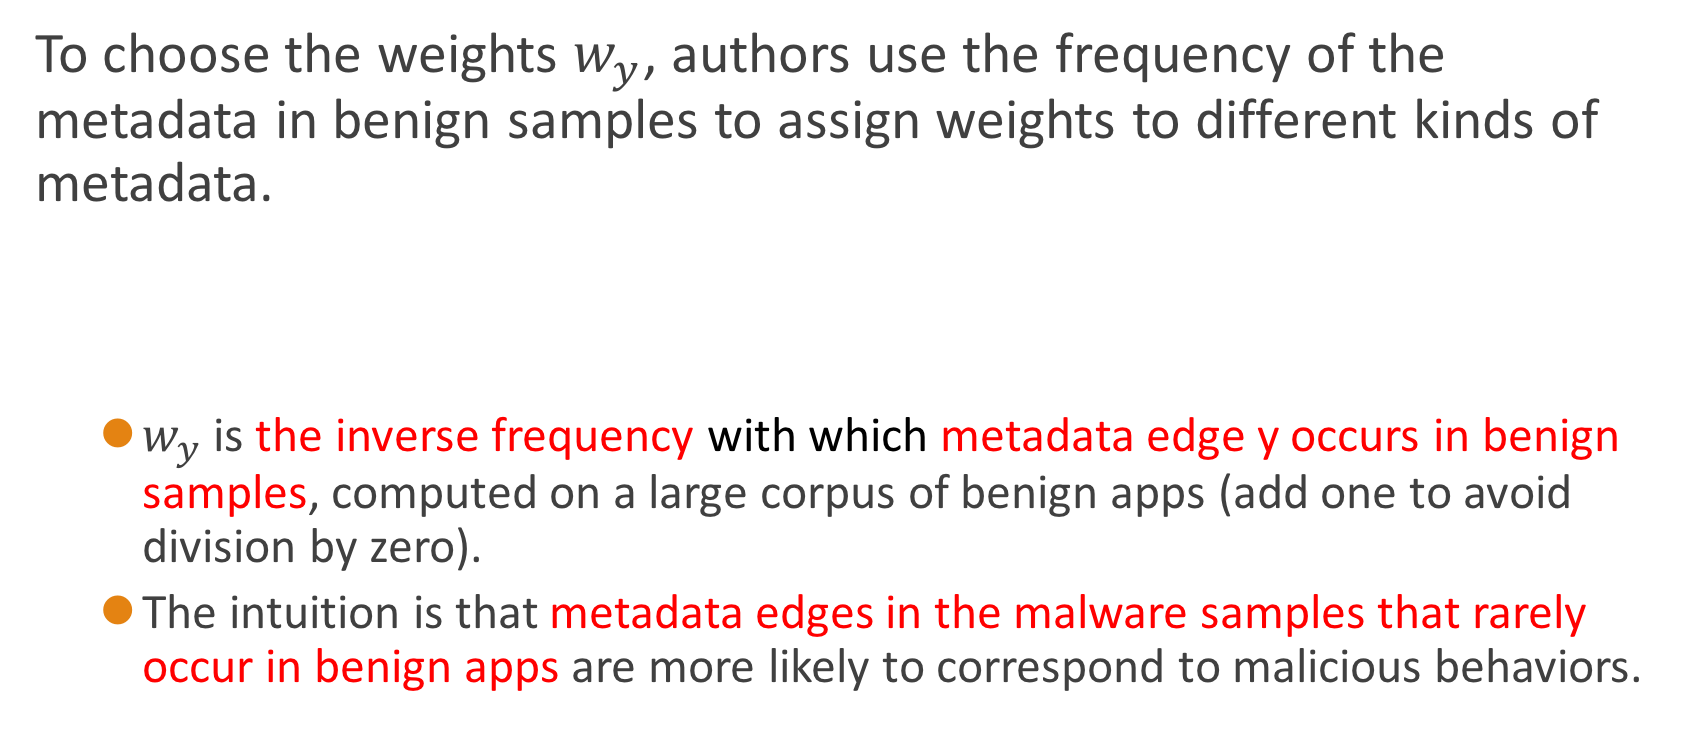 To choose the weights w_y, authors use the frequency of the
metadata in benign samples to assign weights to different kinds of
metadata.
w_y is the inverse frequency with which metadata edge y occurs in benign
samples, computed on a large corpus of benign apps (add one to avoid
division by zero).
The intuition is that metadata edges in the malware samples that rarely
occur in benign apps are more likely to correspond to malicious behaviors.